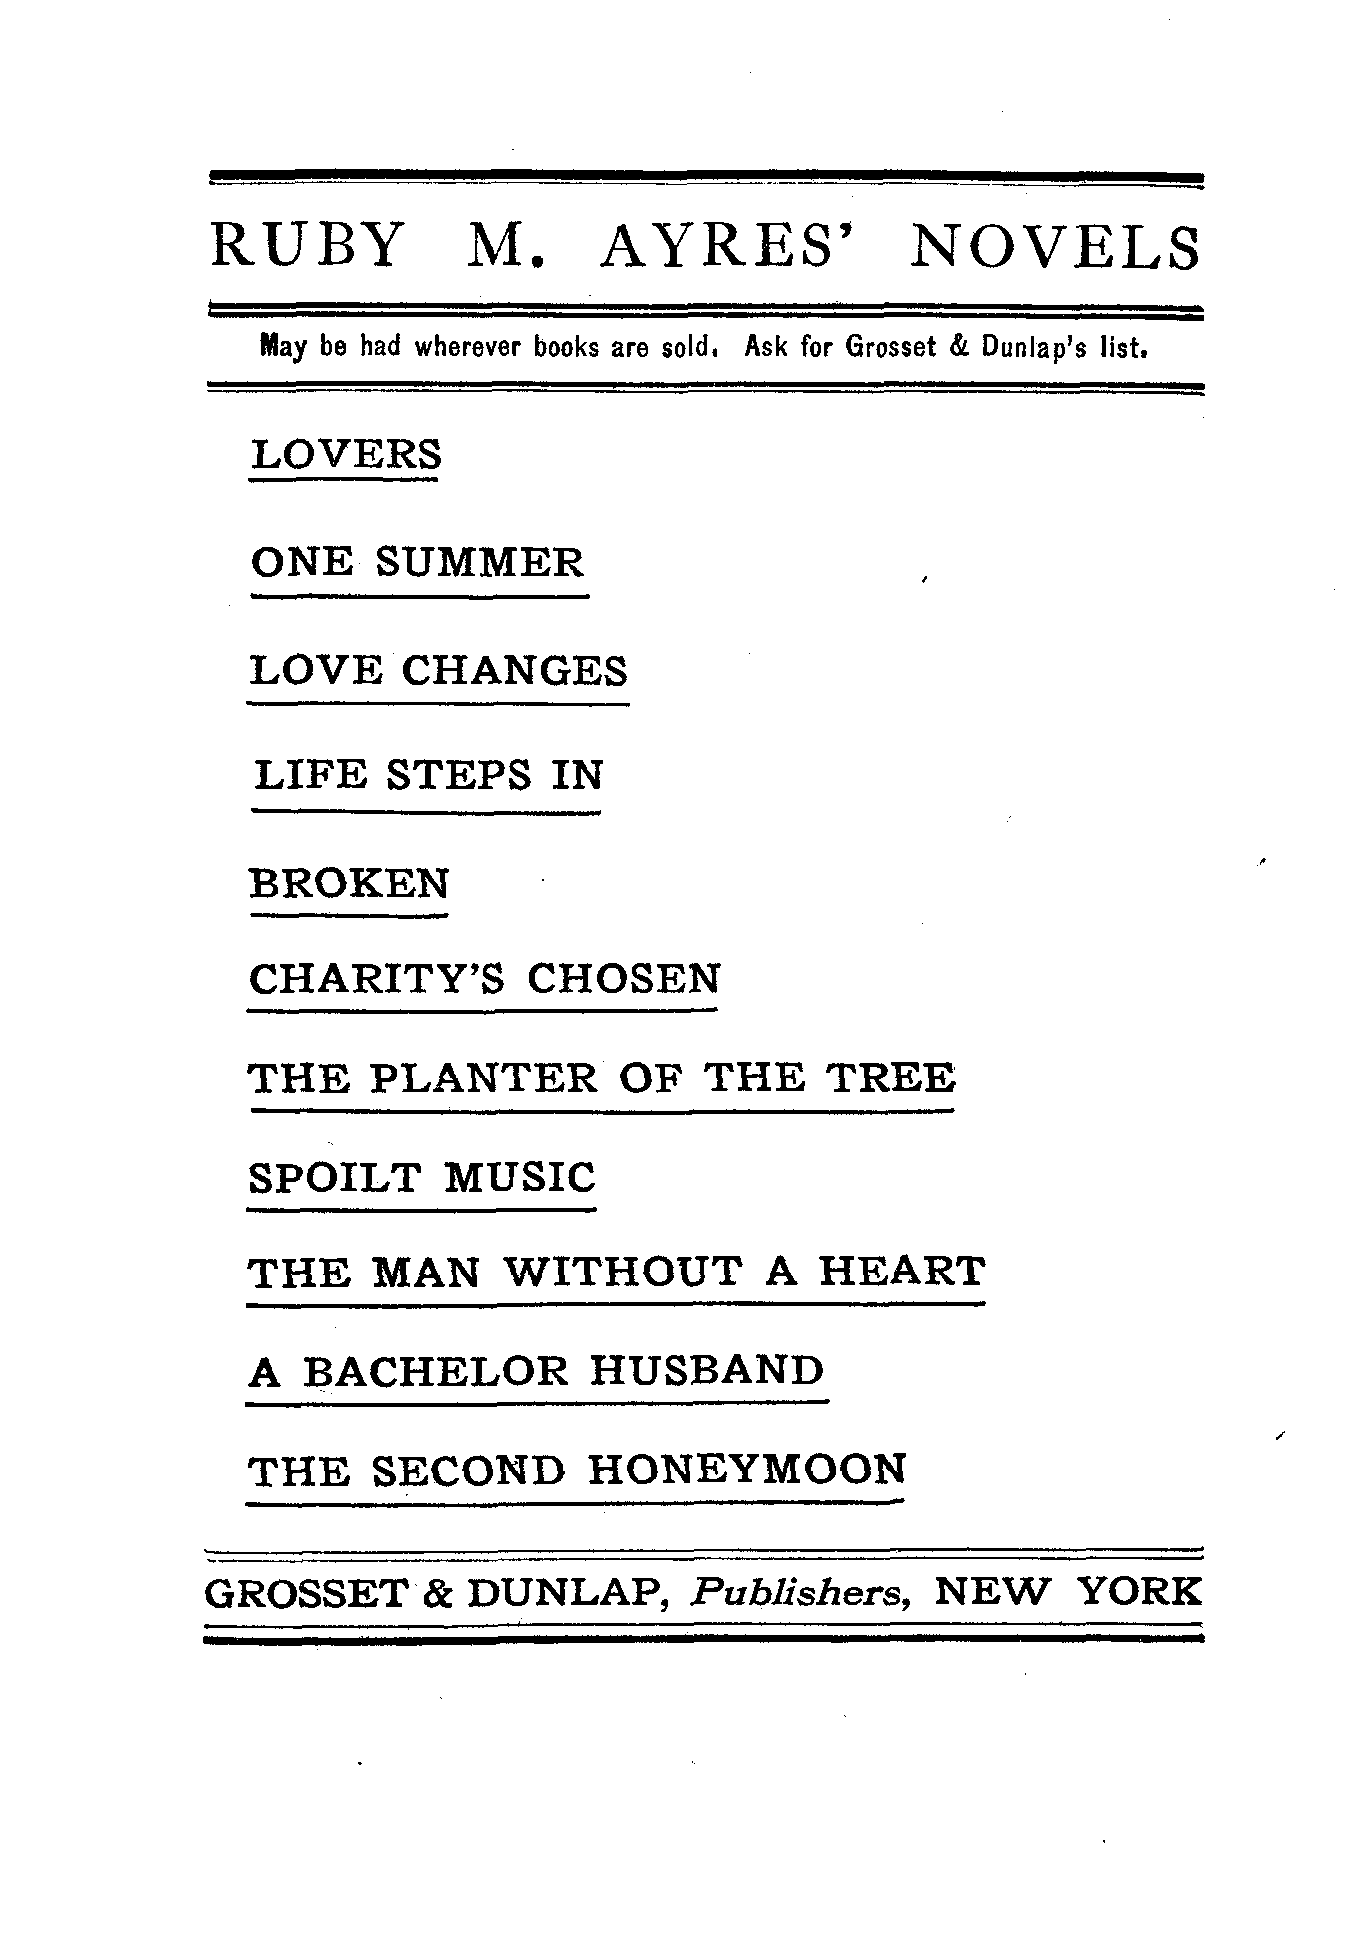 RUBY M. AYRES' NOVELS
May be had wherever books are sold. Ask for Grosset & Dunlap's list.
LOVERS
ONE SUMMER
LOVE CHANGES
LIFE STEPS IN
BROKEN
CHARITY'S CHOSEN
THE PLANTER OF THE TREE
SPOILT MUSIC
THE MAN WITHOUT A HEART
A BACHELOR HUSBAND
THE SECOND HONEYMOON
GROSSET & DUNLAP, Publishers, NEW YORK